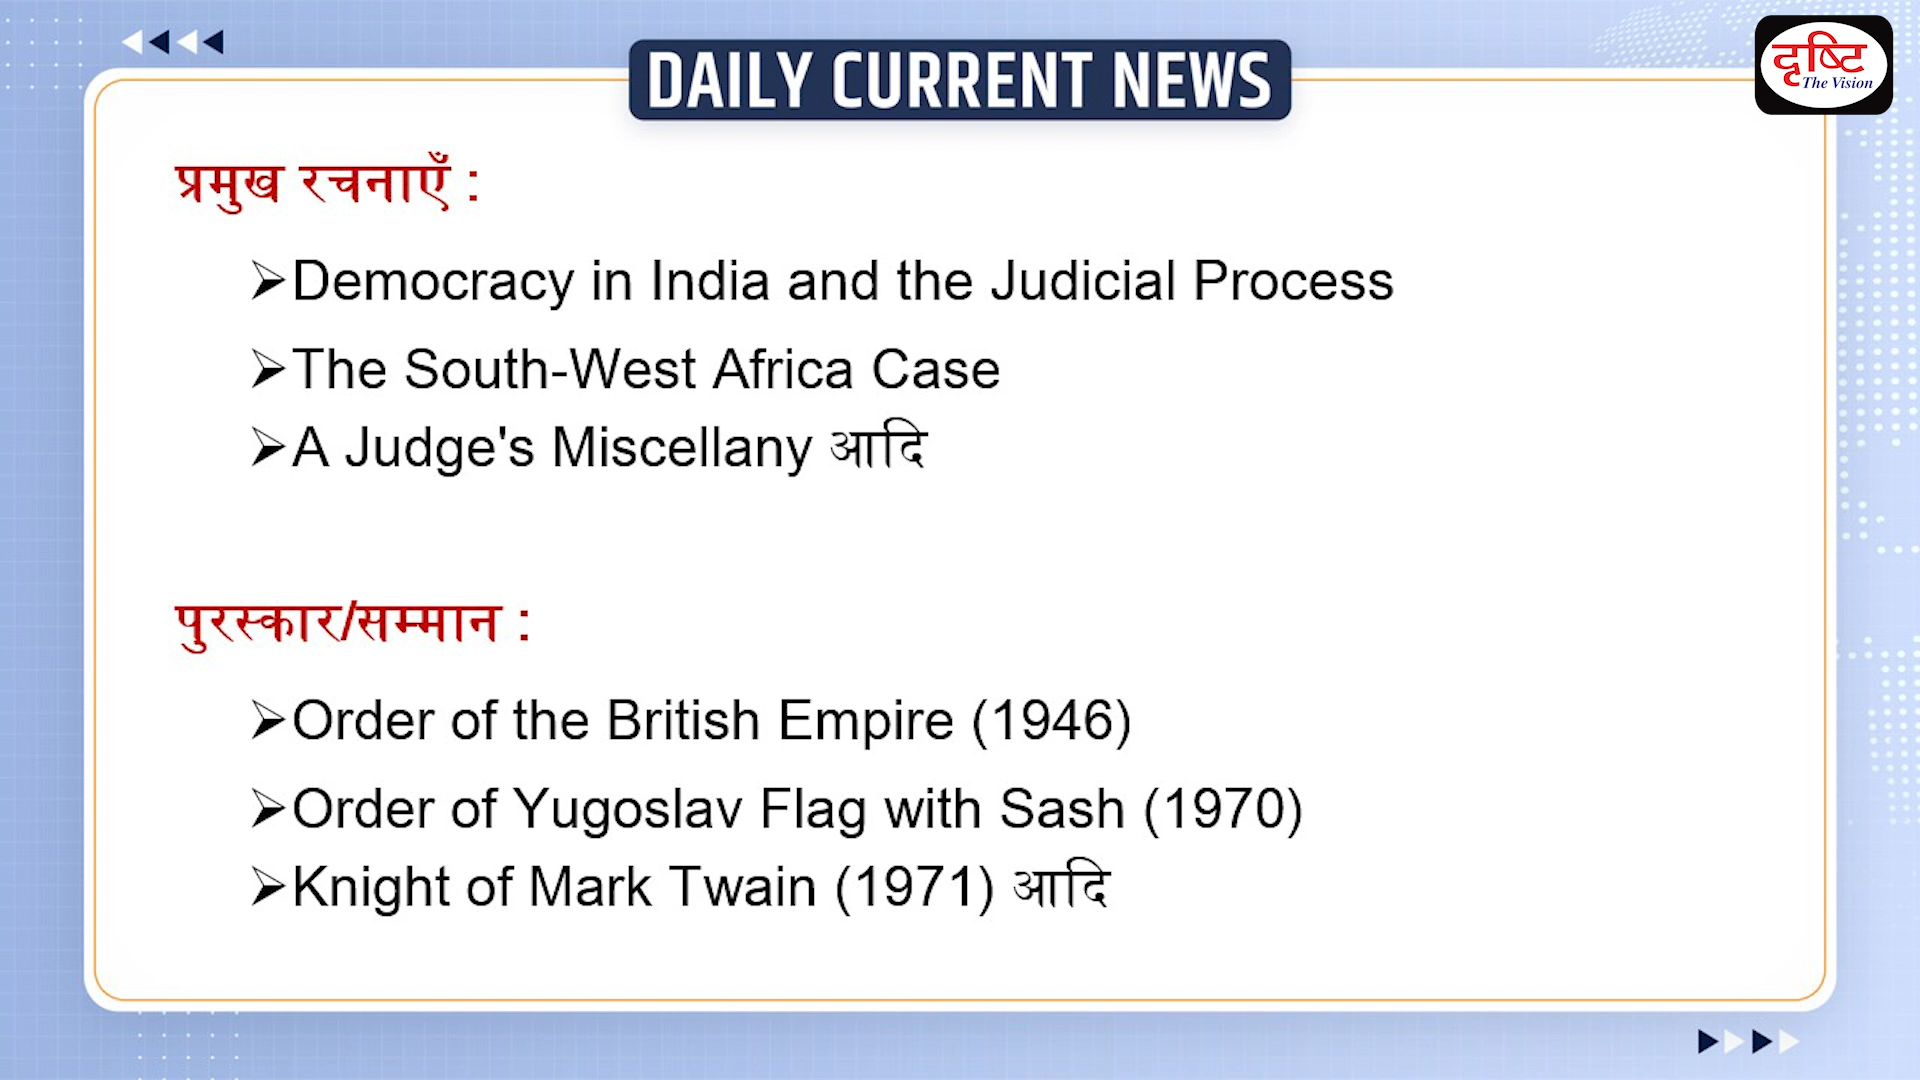 DAILY CURRENT NEWS
दृष्टि
The Vision
प्रमुख रचनाएँ :
➢Democracy in India and the Judicial Process
➢The South-West Africa Case
➢A Judge's Miscellany आदि
पुरस्कार/सम्मान :
➢Order of the British Empire (1946)
➢Order of Yugoslav Flag with Sash (1970)
➢Knight of Mark Twain (1971) आदि